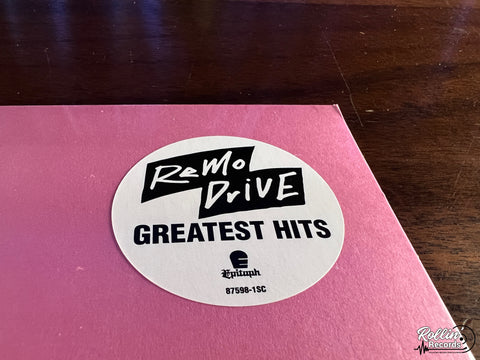 Remo
DrivE
GREATEST HITS
Epitaph
87598-1SC
Rollin'
Records